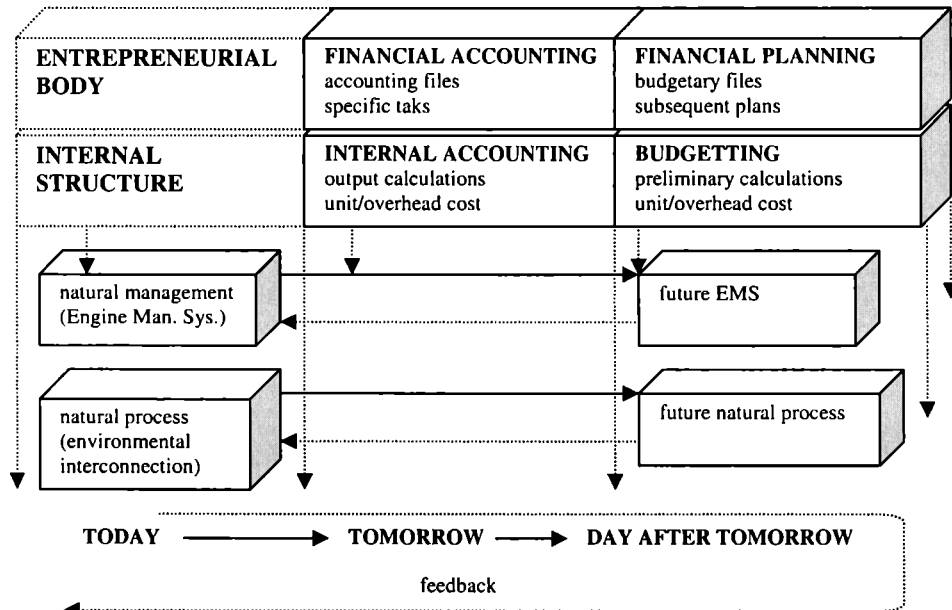 ENTREPRENEURIAL
BODY
FINANCIAL ACCOUNTING
accounting files
specific taks
FINANCIAL PLANNING
budgetary files
subsequent plans
INTERNAL
STRUCTURE
INTERNAL ACCOUNTING
output calculations
unit/overhead cost
BUDGETTING
preliminary calculations
unit/overhead cost
natural management
(Engine Man. Sys.)
future EMS
natural process
(environmental
interconnection)
future natural process
TODAY
TOMORROW
DAY AFTER TOMORROW
feedback